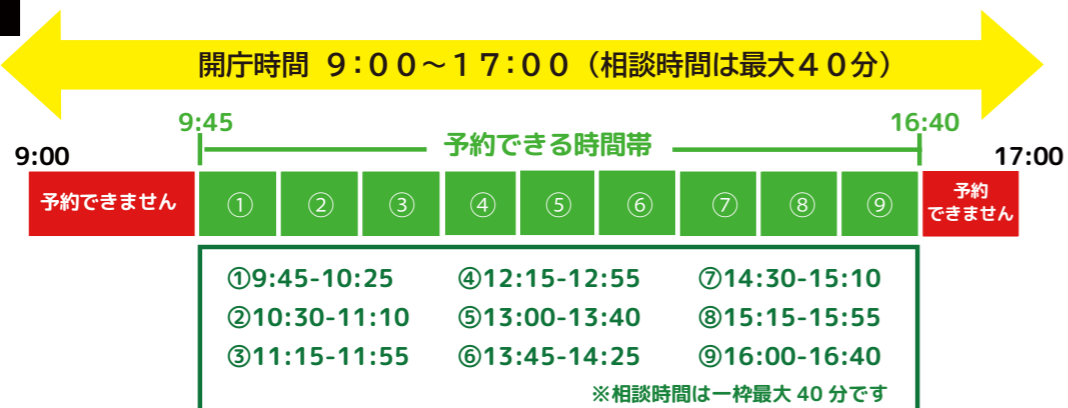 開庁時間 9:00~17:00(相談時間は最大40分)
9:45
16:40
予約できる時間帯
9:00
17:00
予約できません
① ② ③ ④ ⑤ ⑥ ⑦ ⑧ ⑨
予約
できません
①9:45-10:25 ④12:15-12:55 ⑦14:30-15:10
②10:30-11:10 ⑤13:00-13:40 ⑧15:15-15:55
③11:15-11:55 ⑥13:45-14:25 ⑨16:00-16:40
※相談時間は一枠最大 40 分です